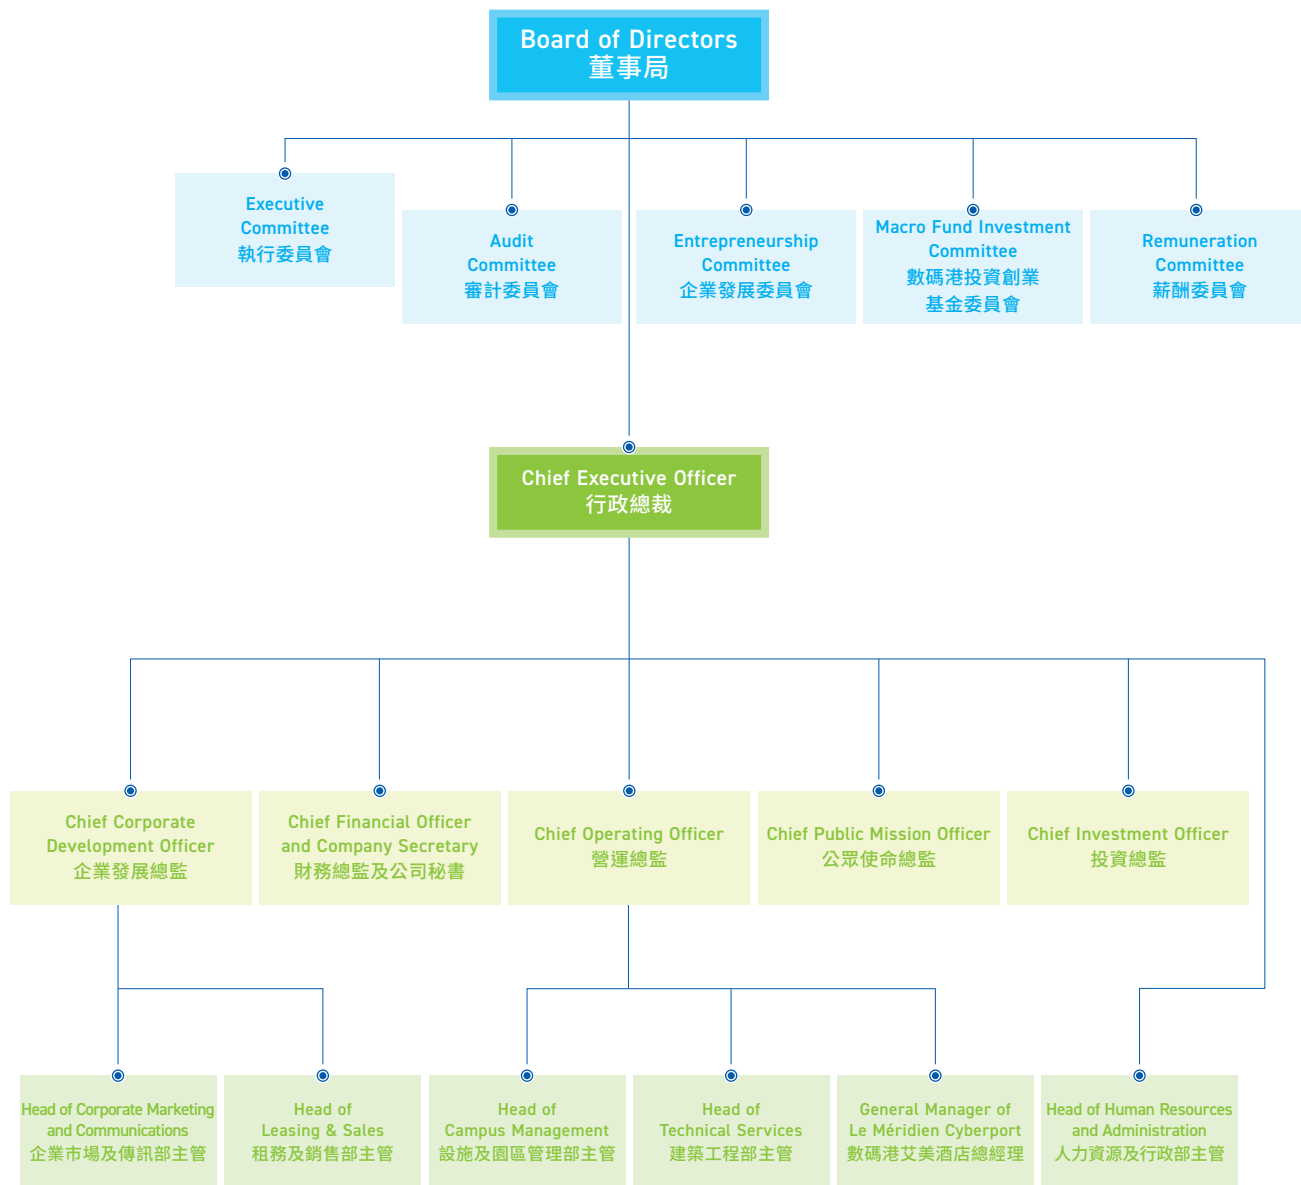 Board of Directors
董事局
Executive
Committee
執行委員會
Audit
Committee
審計委員會
Entrepreneurship
Committee
企業發展委員會
Macro Fund Investment
Committee
數碼港投資創業
基金委員會
Remuneration
Committee
薪酬委員會
Chief Executive Officer
行政總裁
Chief Corporate
Development Officer
企業發展總監
Chief Financial Officer
and Company Secretary
財務總監及公司秘書
Chief Operating Officer
營運總監
Chief Public Mission Officer
公眾使命總監
Chief Investment Officer
投資總監
Head of Corporate Marketing
and Communications
企業市場及傳訊部主管
Head of
Leasing & Sales
租務及銷售部主管
Head of
Campus Management
設施及園區管理部主管
Head of
Technical Services
建築工程部主管
General Manager of
Le Méridien Cyberport
數碼港艾美酒店總經理
Head of Human Resources
and Administration
人力資源及行政部主管